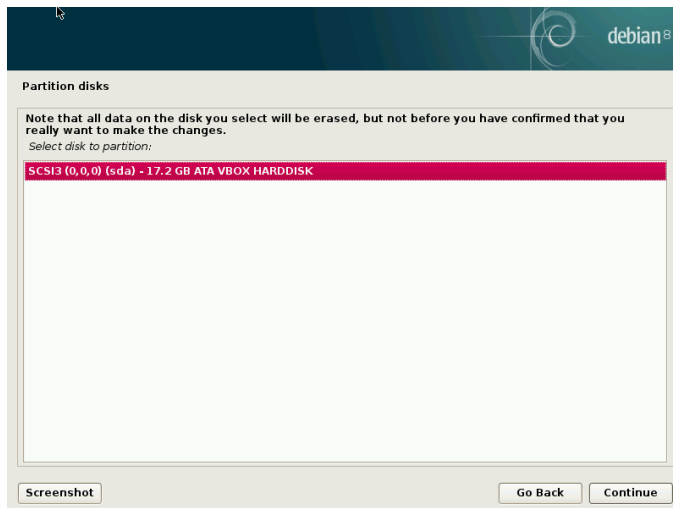 debian 8
Partition disks
Note that all data on the disk you select will be erased, but not before you have confirmed that you
really want to make the changes.
Select disk to partition:
SCSI3 (0,0,0) (sda) - 17.2 GB ATA VBOX HARDDISK
Screenshot
Go Back
Continue